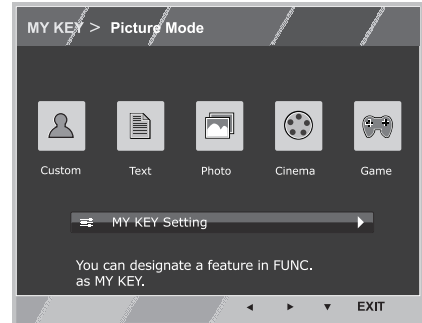 MY KEY > Picture Mode
Custom Text Photo Cinema Game
MY KEY Setting
You can designate a feature in FUNC.
as MY KEY.
EXIT